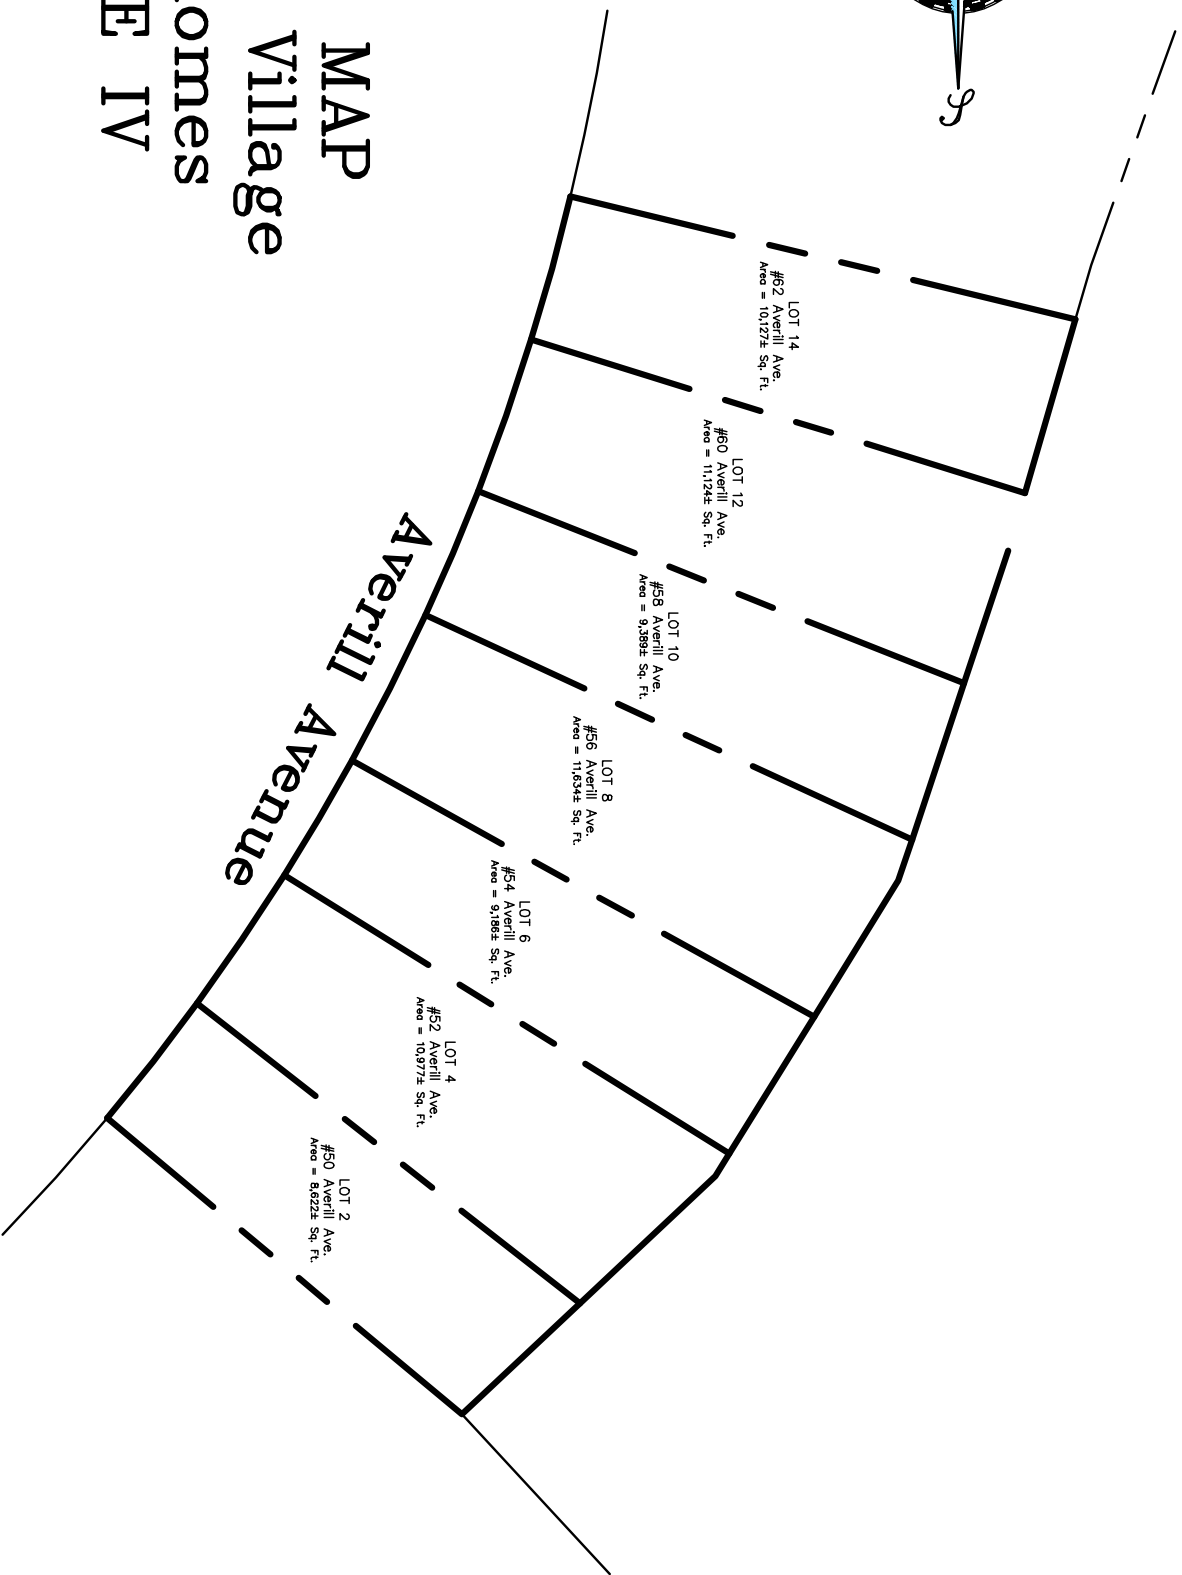 S
MAP
Village
omes
E IV
LOT 14
#62 Averill Ave.
Area = 10,127± Sq. Ft.
LOT 12
#60 Averill Ave.
Area = 11,124± Sq. Ft.
LOT 10
#58 Averill Ave.
Area = 9,389± Sq. Ft.
LOT 8
#56 Averill Ave.
Area = 11,634± Sq. Ft.
LOT 6
#54 Averill Ave.
Area = 9,186± Sq. Ft.
LOT 4
#52 Averill Ave.
Area = 10,977± Sq. Ft.
LOT 2
#50 Averill Ave.
Area = 8,622± Sq. Ft.
Averill Avenue